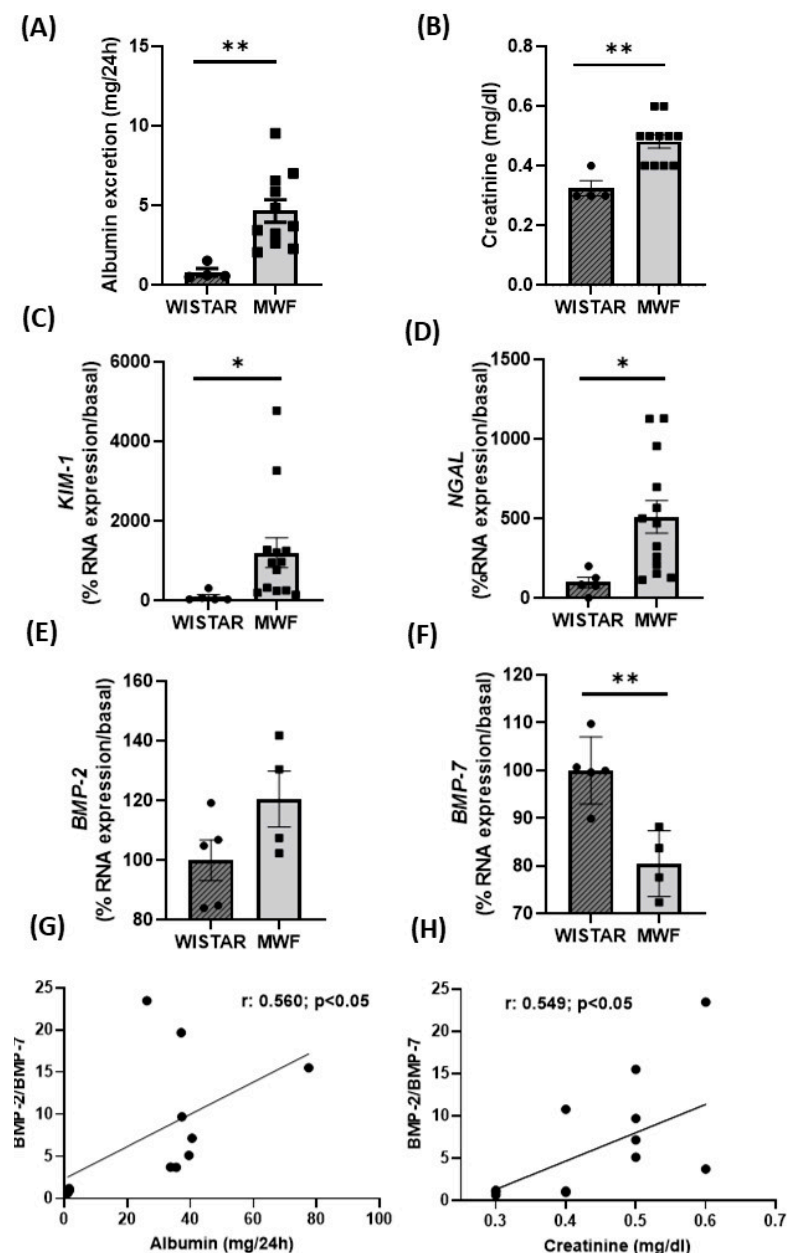 (A)
Albumin excretion (mg/24h)
15
10
5
0
**
WISTAR MWF
(B)
Creatinine (mg/dl)
0.8
0.6
0.4
0.2
0.0
**
WISTAR MWF
(C)
KIM-1
(% RNA expression/basal)
6000
4000
2000
0
*
WISTAR MWF
(D)
NGAL
(%RNA expression/basal)
1500
1000
500
0
*
WISTAR MWF
(E)
BMP-2
(% RNA expression/basal)
160
140
120
100
80
WISTAR MWF
(F)
BMP-7
(% RNA expression/basal)
120
110
100
90
80
70
**
WISTAR MWF
(G)
BMP-2/BMP-7
25
20
15
10
5
0
r: 0.560; p<0.05
0 20 40 60 80 100
Albumin (mg/24h)
(H)
BMP-2/BMP-7
25
20
15
10
5
0
r: 0.549; p<0.05
0.3 0.4 0.5 0.6 0.7
Creatinine (mg/dl)